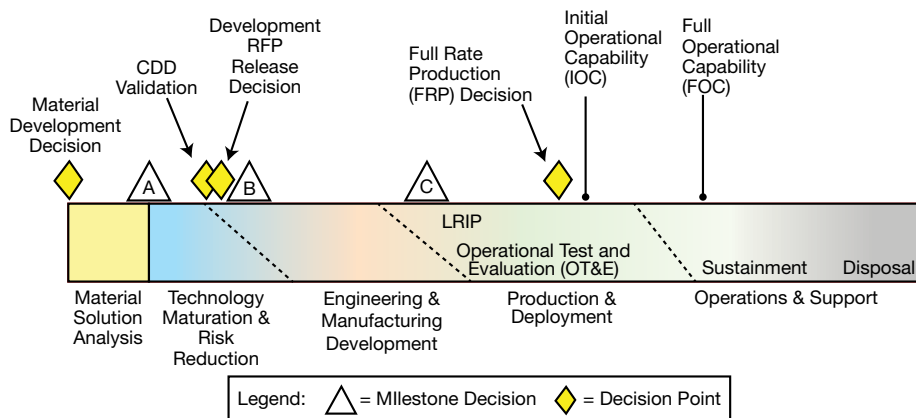 Material
Development
Decision
CDD
Validation
Development
RFP
Release
Decision
Full Rate
Production
(FRP) Decision
Initial
Operational
Capability
(IOC)
Full
Operational
Capability
(FOC)
A
B
C
LRIP
Operational Test and
Evaluation (OT&E)
Sustainment
Disposal
Material
Solution
Analysis
Technology
Maturation &
Risk
Reduction
Engineering &
Manufacturing
Development
Production &
Deployment
Operations & Support
Legend: = MIlestone Decision = Decision Point